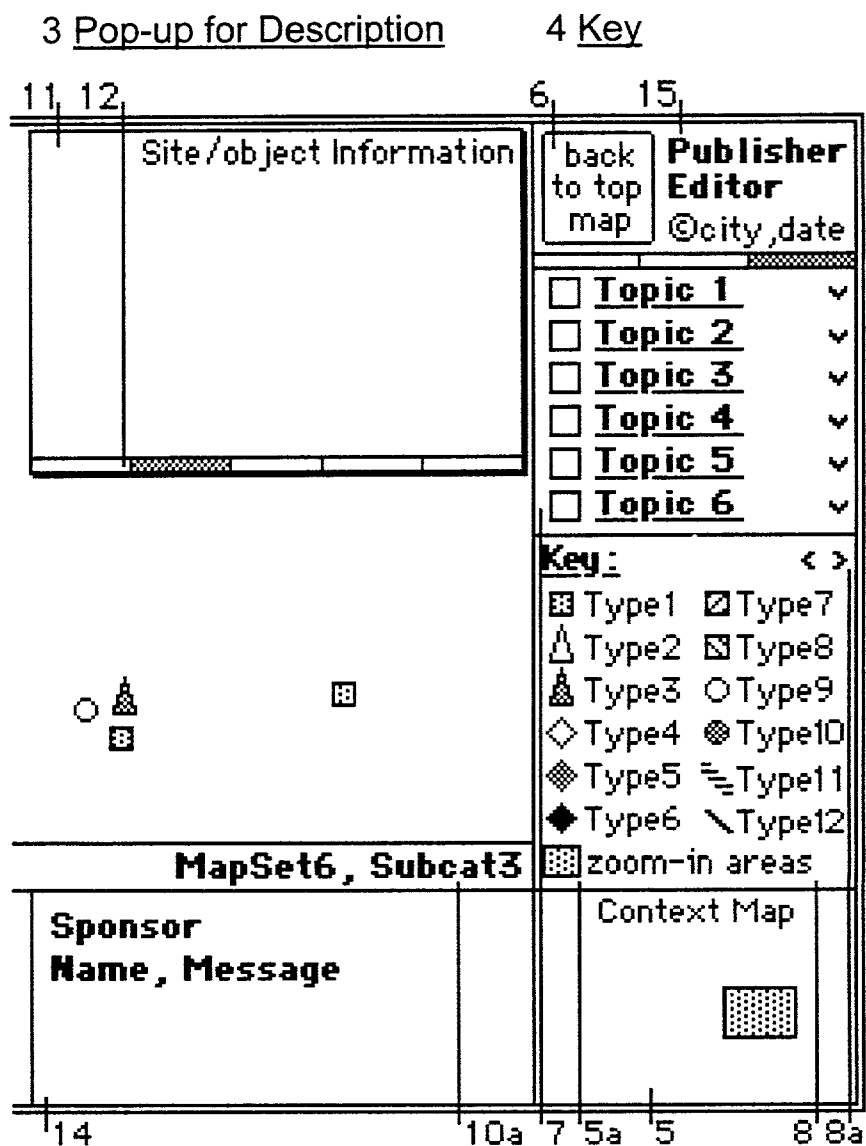 3 Pop-up for Description 4 Key
11 12 6 15
Site/object Information
back
to top
map
Publisher
Editor
©city,date
Topic 1
Topic 2
Topic 3
Topic 4
Topic 5
Topic 6
Key: < >
Type1 Type7
Type2 Type8
Type3 Type9
Type4 Type10
Type5 Type11
Type6 Type12
zoom-in areas
MapSet6, Subcat3
Sponsor
Name, Message
Context Map
14 10a 7 5a 5 8 8a